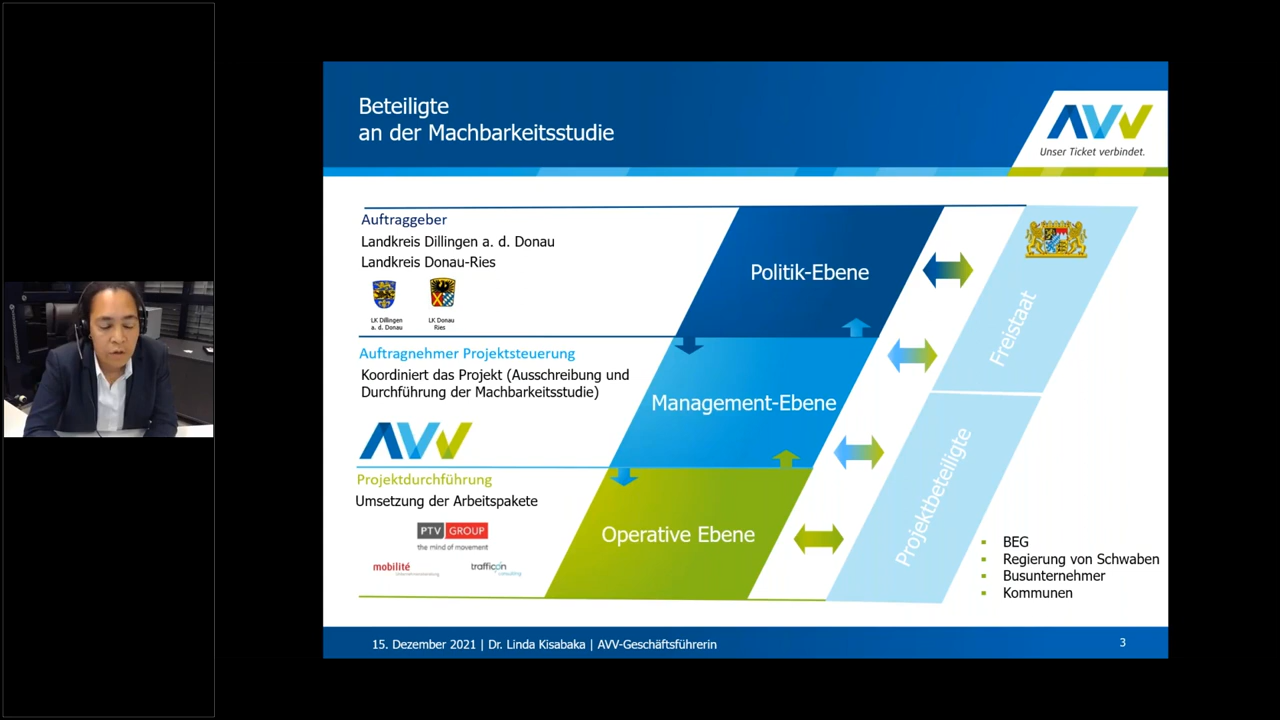 Beteiligte
an der Machbarkeitsstudie
AVV
Unser Ticket verbindet.
Auftraggeber
Landkreis Dillingen a. d. Donau
Landkreis Donau-Ries
LK Dillingen
a. d. Donau
LK Donau
Ries
Politik-Ebene
Freistaat
Auftragnehmer Projektsteuerung
Koordiniert das Projekt (Ausschreibung und
Durchführung der Machbarkeitsstudie)
AVV
Management-Ebene
Projektdurchführung
Umsetzung der Arbeitspakete
PTV GROUP
the mind of movement
mobilité
trafficon
consulting
Operative Ebene
Projektbeteiligte
▪ BEG
▪ Regierung von Schwaben
▪ Busunternehmer
▪ Kommunen
15. Dezember 2021 | Dr. Linda Kisabaka | AVV-Geschäftsführerin
3